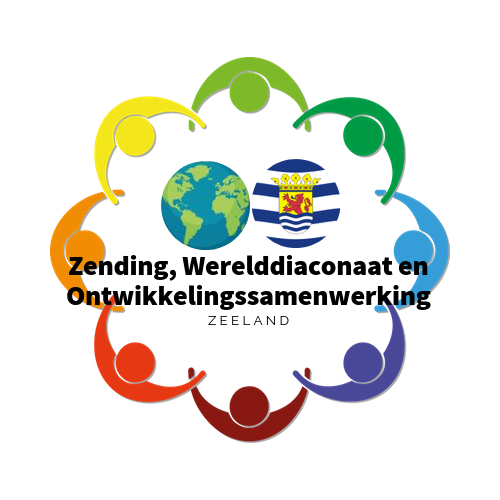 Zending, Werelddiaconaat en
Ontwikkelingssamenwerking
ZEELAND